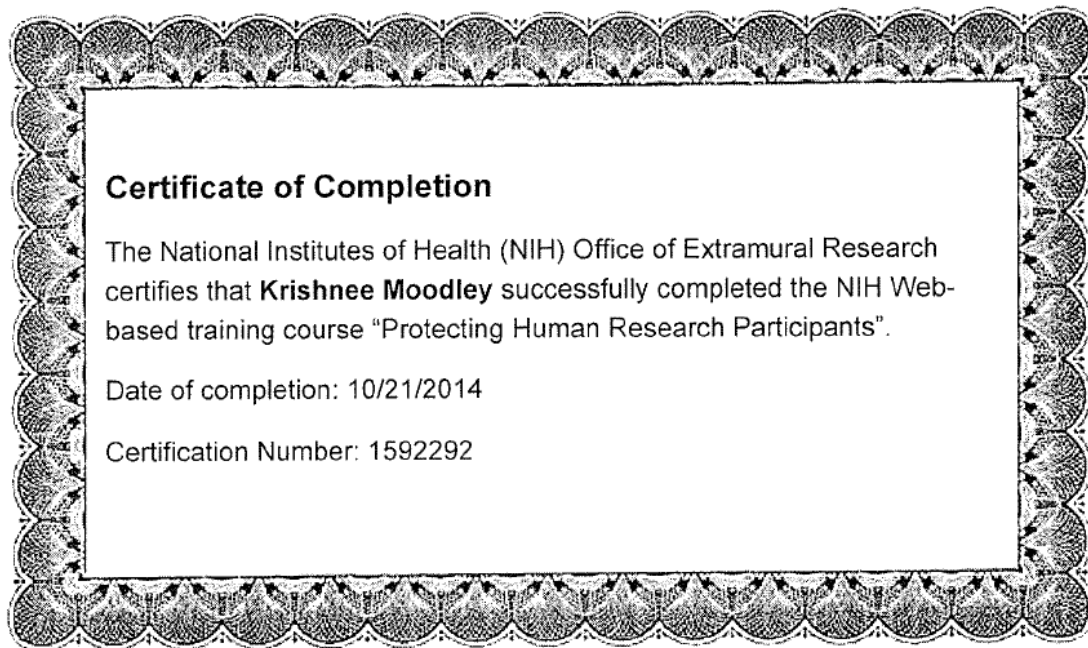 Certificate of Completion
The National Institutes of Health (NIH) Office of Extramural Research
certifies that Krishnee Moodley successfully completed the NIH Web-
based training course “Protecting Human Research Participants”.
Date of completion: 10/21/2014
Certification Number: 1592292